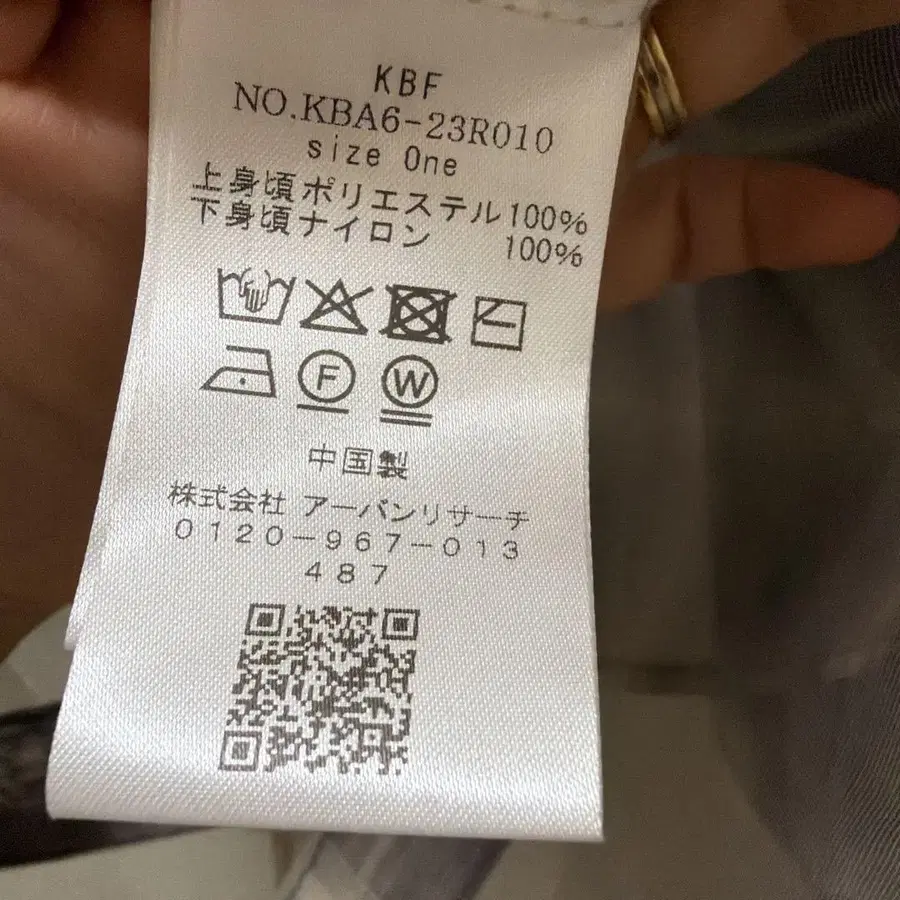 KBF
NO.KBA6-23R010
size One
上身頃ポリエステル100%
下身頃ナイロン 100%
F W
中国製
株式会社 アーバンリサーチ
0120-967-013
487